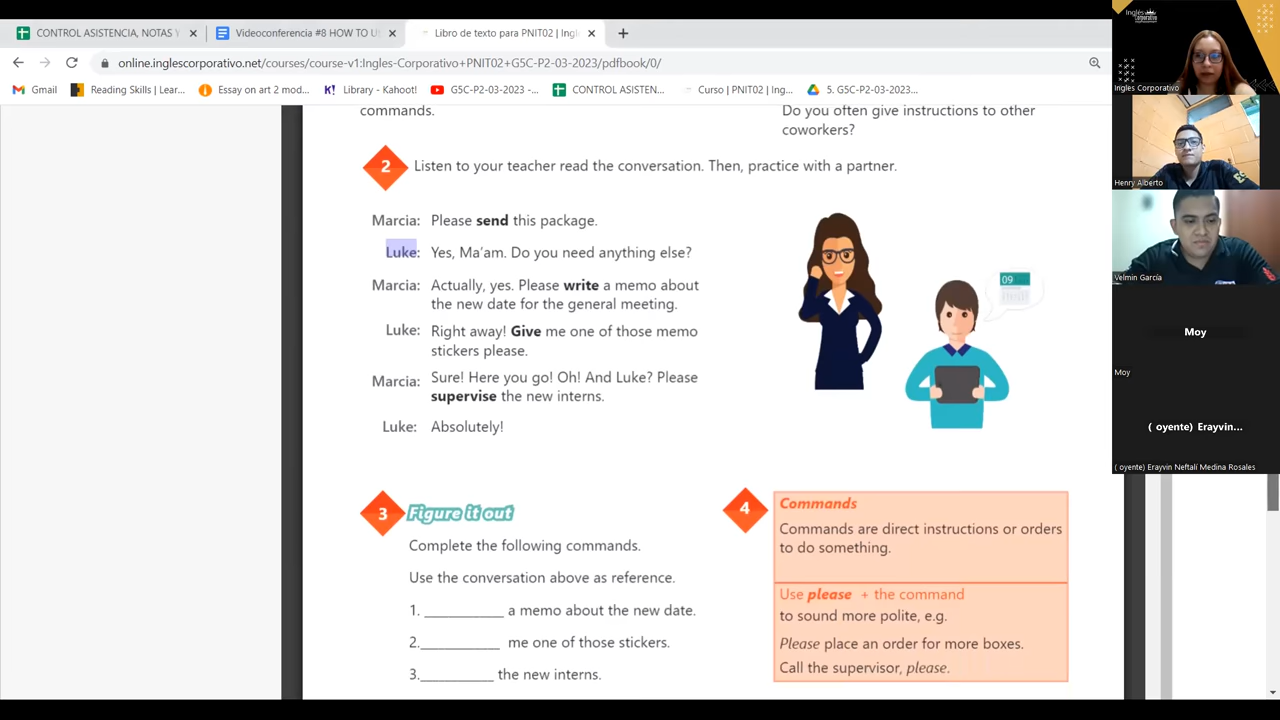 CONTROL ASISTENCIA, NOTAS Y
Videoconferencia #8 HOW TO U
Libro de texto para PNIT02 | Ingl
online.inglescorporativo.net/courses/course-v1:Ingles-Corporativo+PNIT02+G5C-P2-03-2023/pdfbook/0/
Gmail
Reading Skills | Lear...
Essay on art 2 mod...
Library - Kahoot!
G5C-P2-03-2023 -...
CONTROL ASISTEN...
Curso | PNIT02 | Ing...
5. G5C-P2-03-2023...
commands.
Do you often give instructions to other
coworkers?
2 Listen to your teacher read the conversation. Then, practice with a partner.
Marcia: Please send this package.
Luke: Yes, Ma'am. Do you need anything else?
Marcia: Actually, yes. Please write a memo about
the new date for the general meeting.
Luke: Right away! Give me one of those memo
stickers please.
Marcia: Sure! Here you go! Oh! And Luke? Please
supervise the new interns.
Luke: Absolutely!
09
3 Figure it out
Complete the following commands.
Use the conversation above as reference.
1. ____________ a memo about the new date.
2.____________ me one of those stickers.
3.___________ the new interns.
4 Commands
Commands are direct instructions or orders
to do something.
Use please + the command
to sound more polite, e.g.
Please place an order for more boxes.
Call the supervisor, please.
Inglés
Corporativo
Ingles Corporativo
Henry Alberto
Velmin García
Moy
Moy
( oyente) Erayvin...
( oyente) Erayvin Neftalí Medina Rosales